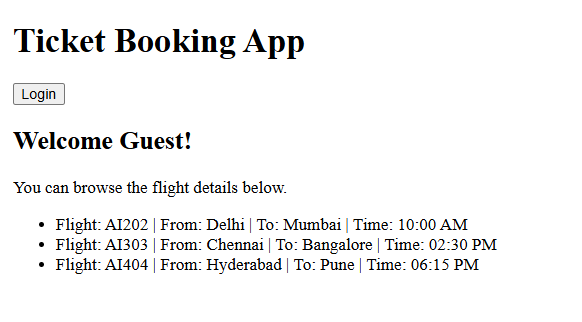 Ticket Booking App
Login
Welcome Guest!
You can browse the flight details below.
• Flight: AI202 | From: Delhi | To: Mumbai | Time: 10:00 AM
• Flight: AI303 | From: Chennai | To: Bangalore | Time: 02:30 PM
• Flight: AI404 | From: Hyderabad | To: Pune | Time: 06:15 PM